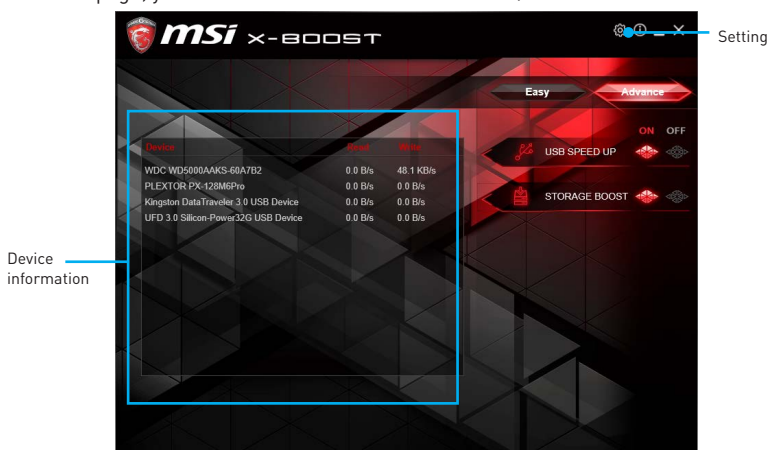 msi X-BOOST
Setting
Easy Advance
ON OFF
Device Read Write
USB SPEED UP
WDC WD5000AAKS-60A7B2 0.0 B/s 48.1 KB/s
PLEXTOR PX-128M6Pro 0.0 B/s 0.0 B/s
STORAGE BOOST
Kingston DataTraveler 3.0 USB Device 0.0 B/s 0.0 B/s
UFD 3.0 Silicon-Power32G USB Device 0.0 B/s 0.0 B/s
Device
information